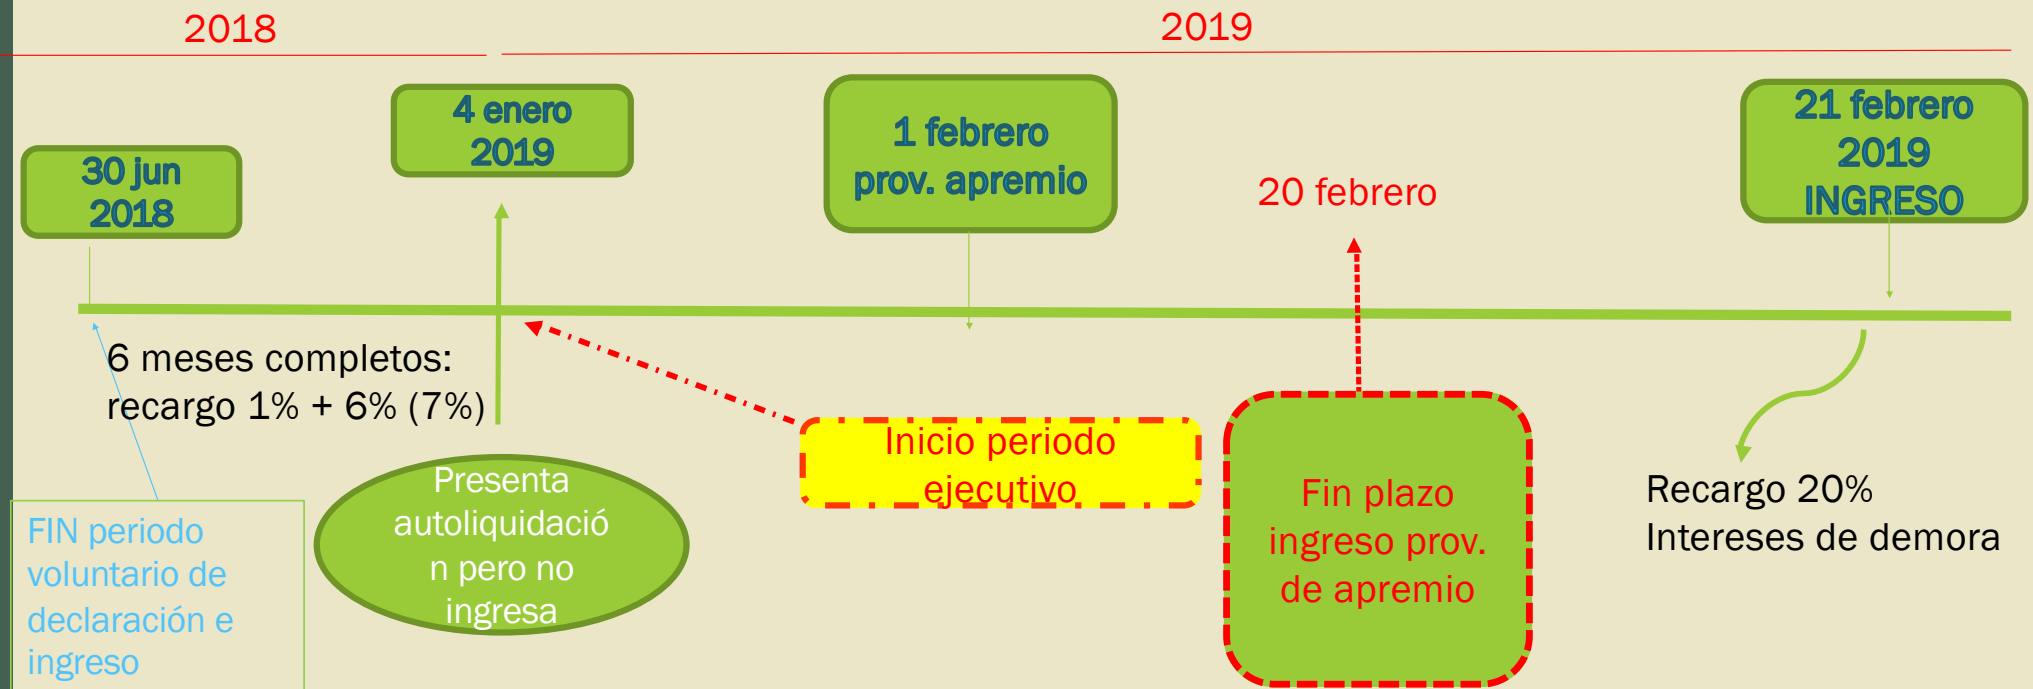 2018
2019
30 jun
2018
4 enero
2019
1 febrero
prov. apremio
20 febrero
21 febrero
2019
INGRESO
6 meses completos:
recargo 1% + 6% (7%)
Inicio periodo
ejecutivo
FIN periodo
voluntario de
declaración e
ingreso
Presenta
autoliquidació
n pero no
ingresa
Fin plazo
ingreso prov.
de apremio
Recargo 20%
Intereses de demora